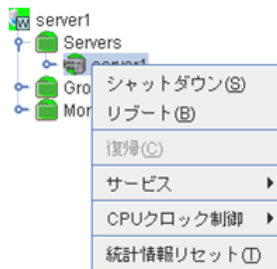 server1
Servers
server1
Gro
Mor
シャットダウン(S)
リブート(B)
復帰(C)
サービス
CPUクロック制御
統計情報リセット(T)